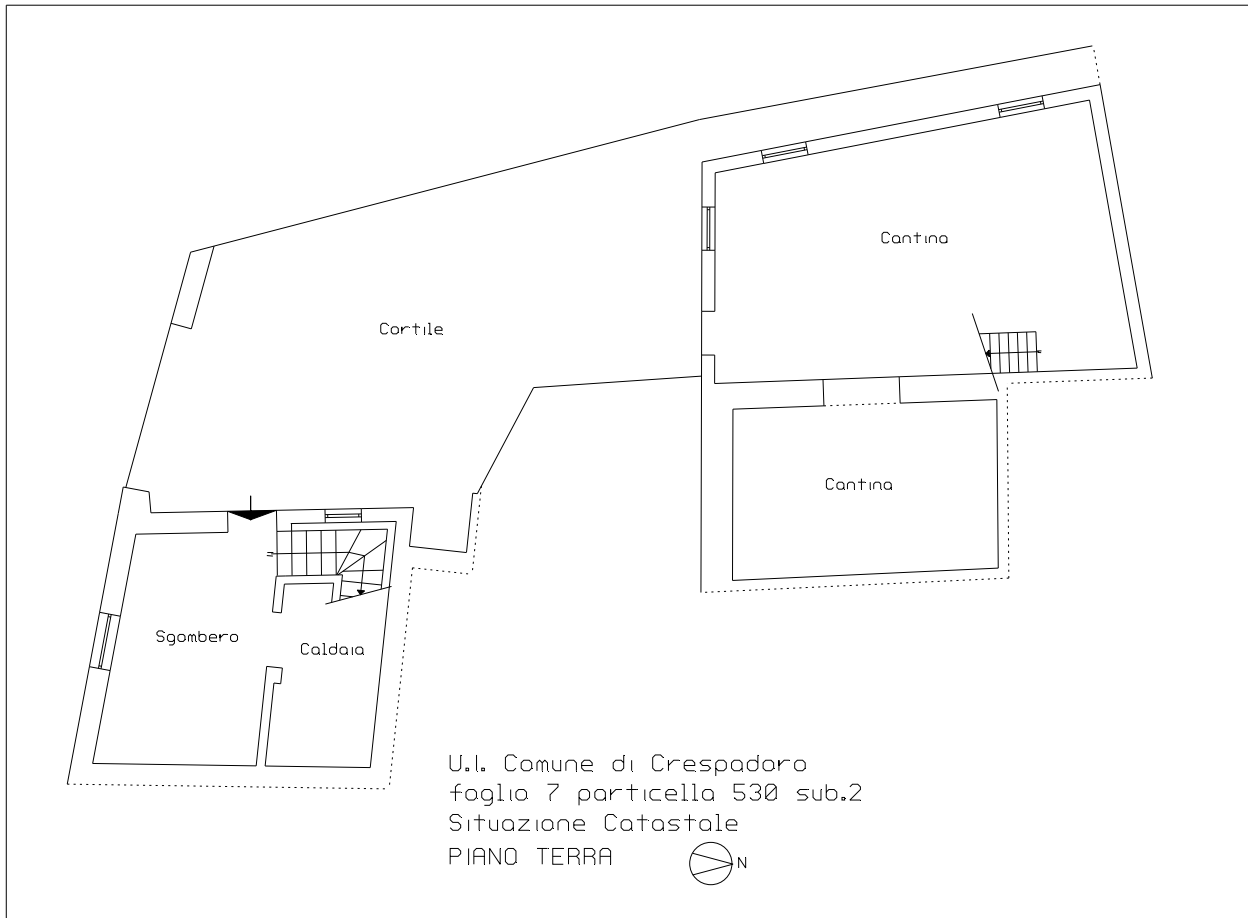 Cantina
Cortile
Cantina
Sgombero
Caldaia
U.I. Comune di Crespadoro
foglio 7 particella 530 sub.2
Situazione Catastale
PIANO TERRA
N